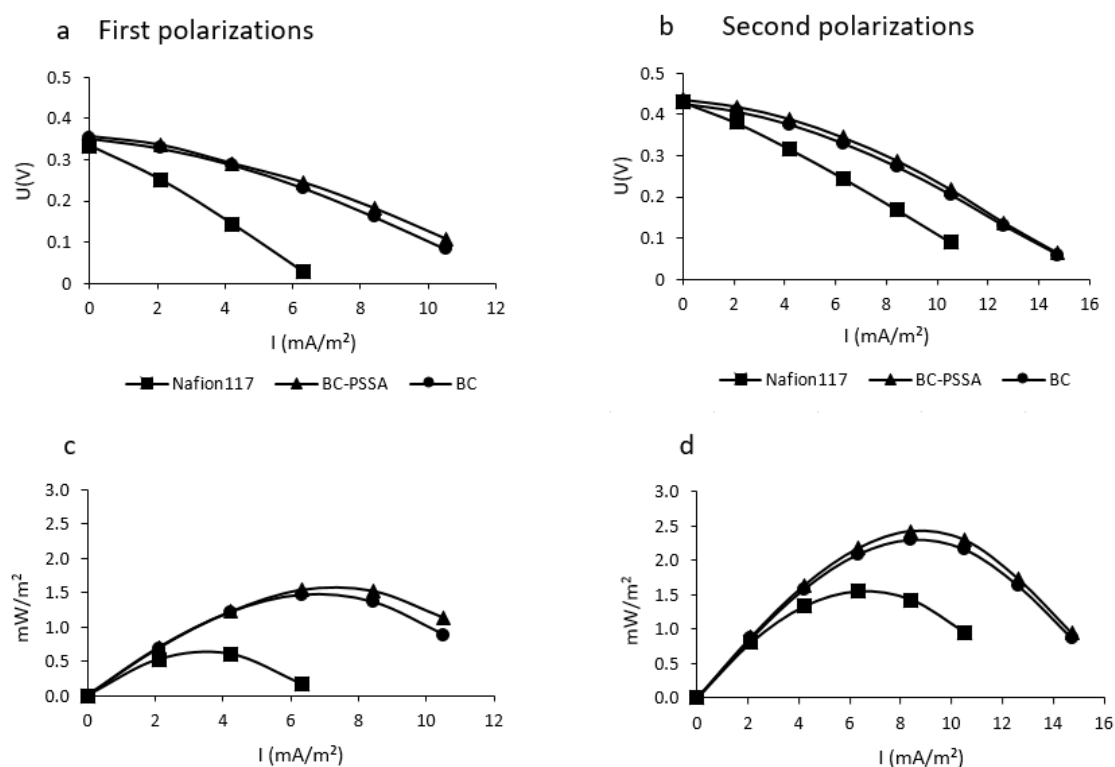 a First polarizations
0.5
0.4
0.3
0.2
0.1
0
U(V)
0 2 4 6 8 10 12
I (mA/m²)
Nafion117 BC-PSSA BC
b Second polarizations
0.5
0.4
0.3
0.2
0.1
0
U(V)
0 2 4 6 8 10 12 14 16
I (mA/m²)
Nafion117 BC-PSSA BC
c
3.0
2.5
2.0
1.5
1.0
0.5
0.0
mW/m²
0 2 4 6 8 10 12
I (mA/m²)
d
3.0
2.5
2.0
1.5
1.0
0.5
0.0
mW/m²
0 2 4 6 8 10 12 14 16
I (mA/m²)